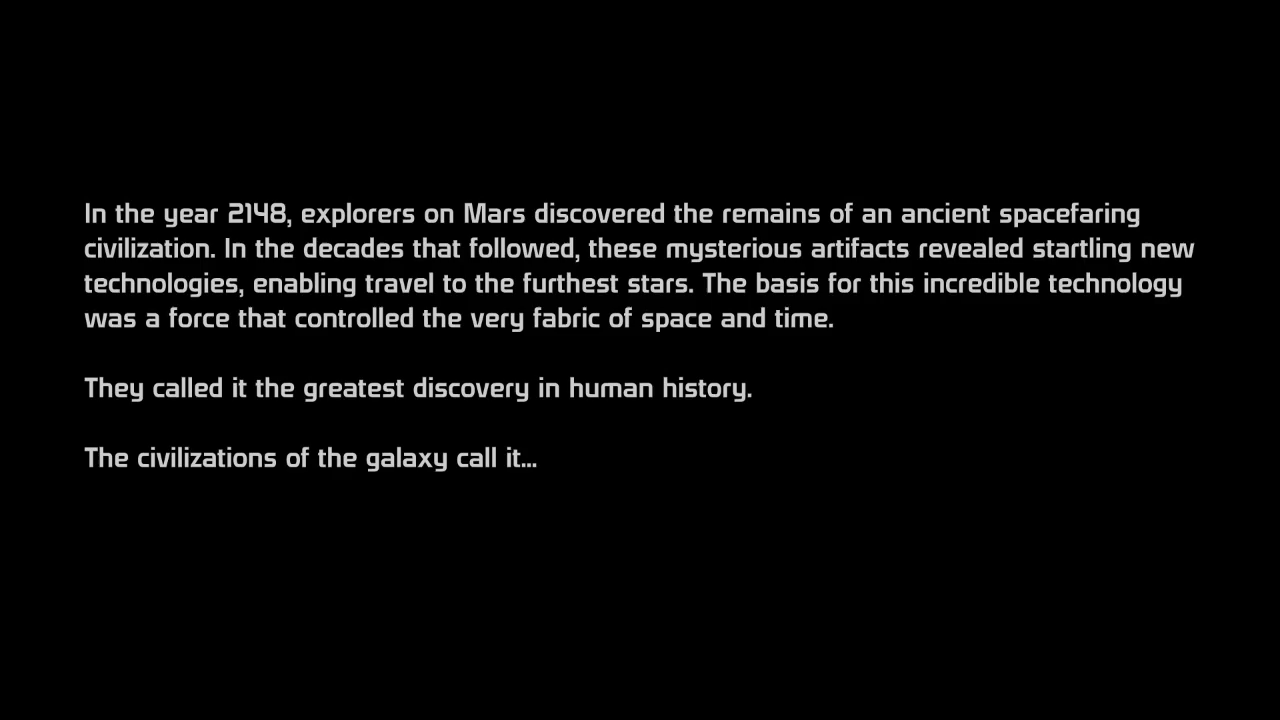 In the year 2148, explorers on Mars discovered the remains of an ancient spacefaring
civilization. In the decades that followed, these mysterious artifacts revealed startling new
technologies, enabling travel to the furthest stars. The basis for this incredible technology
was a force that controlled the very fabric of space and time.
They called it the greatest discovery in human history.
The civilizations of the galaxy call it...